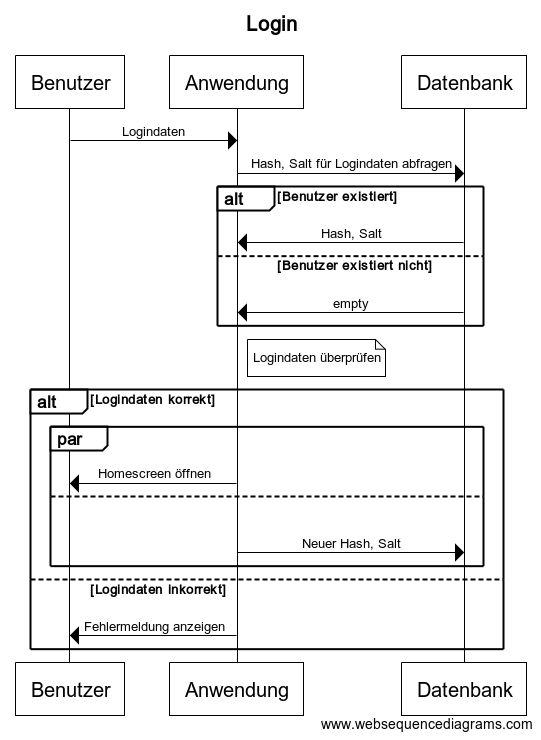 Login
Benutzer
Anwendung
Datenbank
Logindaten
Hash, Salt für Logindaten abfragen
alt
[Benutzer existiert]
Hash, Salt
[Benutzer existiert nicht]
empty
Logindaten überprüfen
alt
[Logindaten korrekt]
par
Homescreen öffnen
Neuer Hash, Salt
[Logindaten inkorrekt]
Fehlermeldung anzeigen
Benutzer
Anwendung
Datenbank
www.websequencediagrams.com